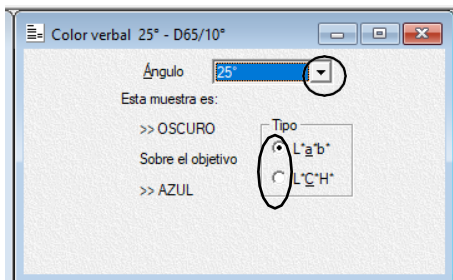 Color verbal 25° - D65/10°
Ángulo 25°
Esta muestra es:
>> OSCURO
Sobre el objetivo
>> AZUL
Tipo
L*a*b*
L*C*H*